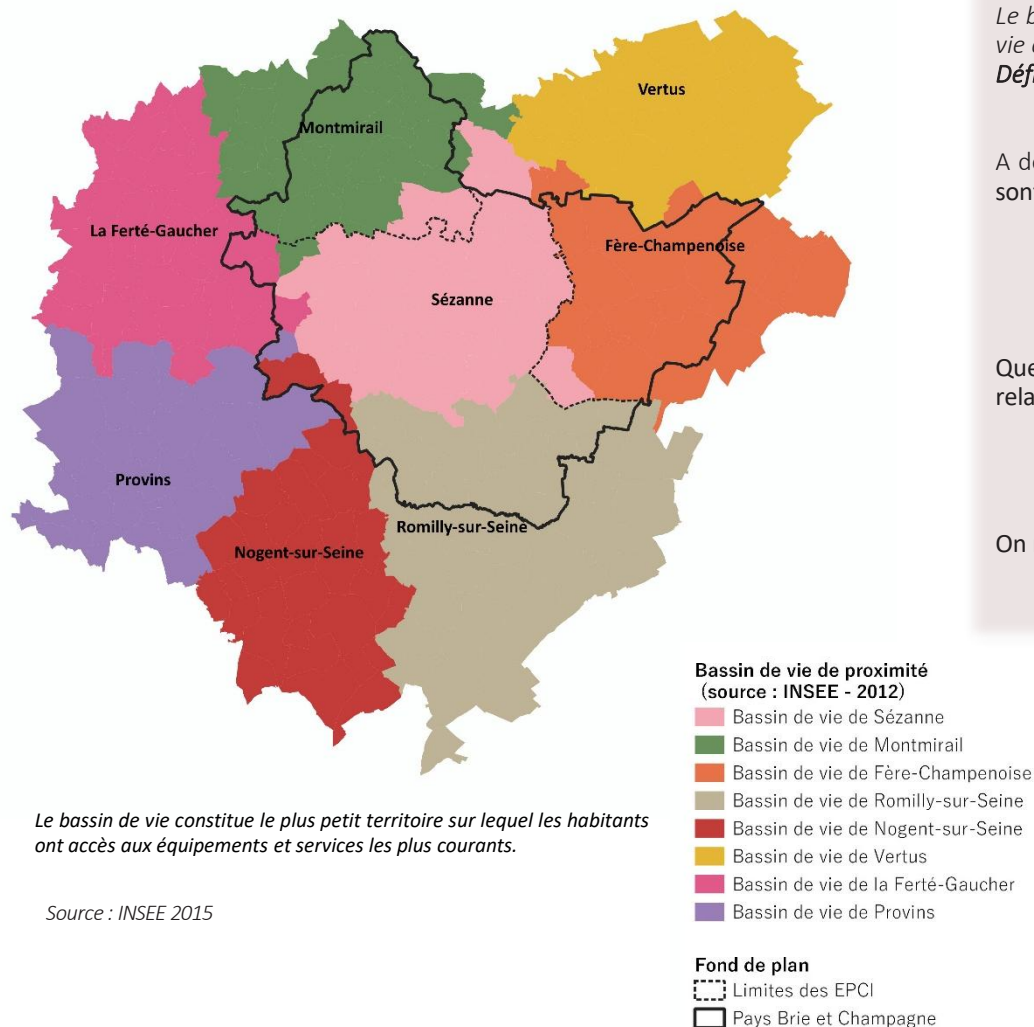 Vertus
Montmirail
La Ferté-Gaucher
Fère-Champenoise
Sézanne
Provins
Romilly-sur-Seine
Nogent-sur-Seine
Le bassin de vie constitue le plus petit territoire sur lequel les habitants
ont accès aux équipements et services les plus courants.
Source : INSEE 2015
Bassin de vie de proximité
(source : INSEE - 2012)
Bassin de vie de Sézanne
Bassin de vie de Montmirail
Bassin de vie de Fère-Champenoise
Bassin de vie de Romilly-sur-Seine
Bassin de vie de Nogent-sur-Seine
Bassin de vie de Vertus
Bassin de vie de la Ferté-Gaucher
Bassin de vie de Provins
Fond de plan
Limites des EPCI
Pays Brie et Champagne
Le
vie
A
Que
On